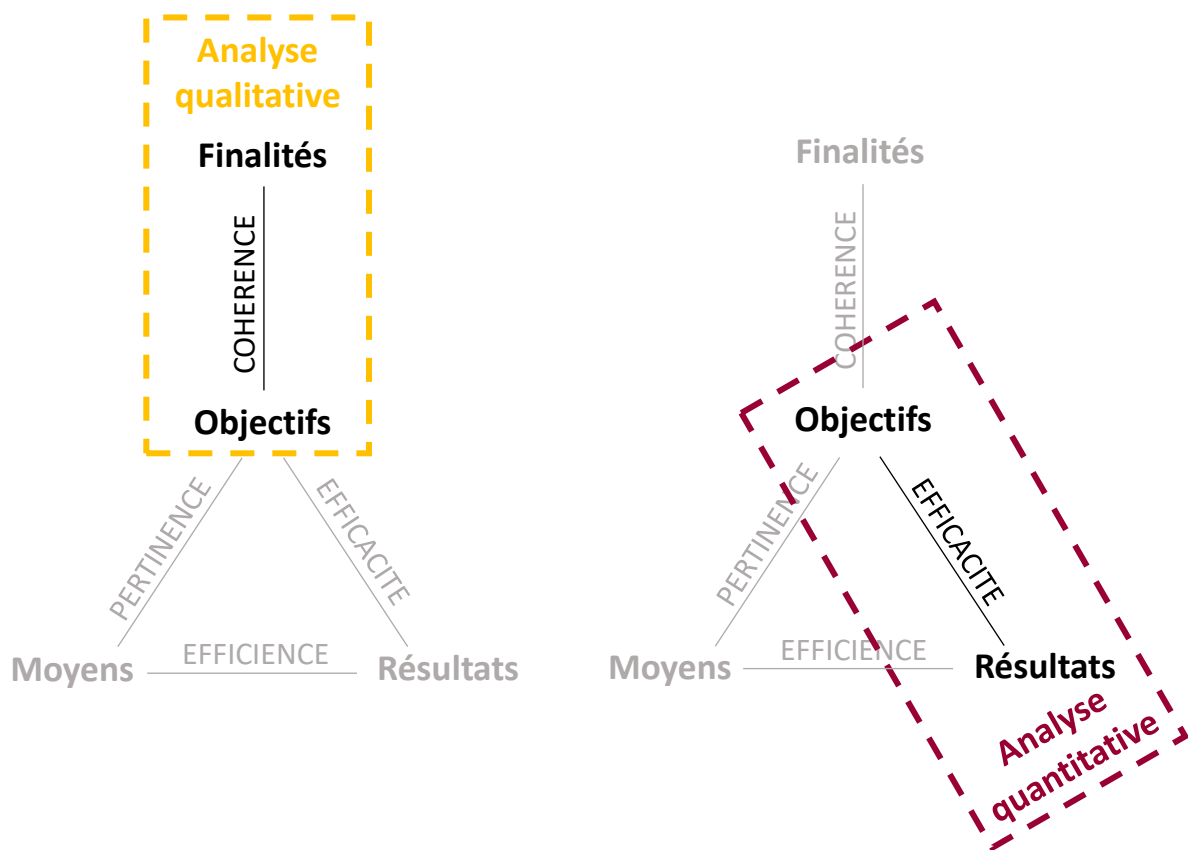 Analyse
qualitative
Finalités
COHERENCE
Objectifs
PERTINENCE
EFFICACITE
Moyens
EFFICIENCE
Résultats
Finalités
COHERENCE
Objectifs
PERTINENCE
EFFICACITE
Moyens
EFFICIENCE
Résultats
Analyse
quantitative